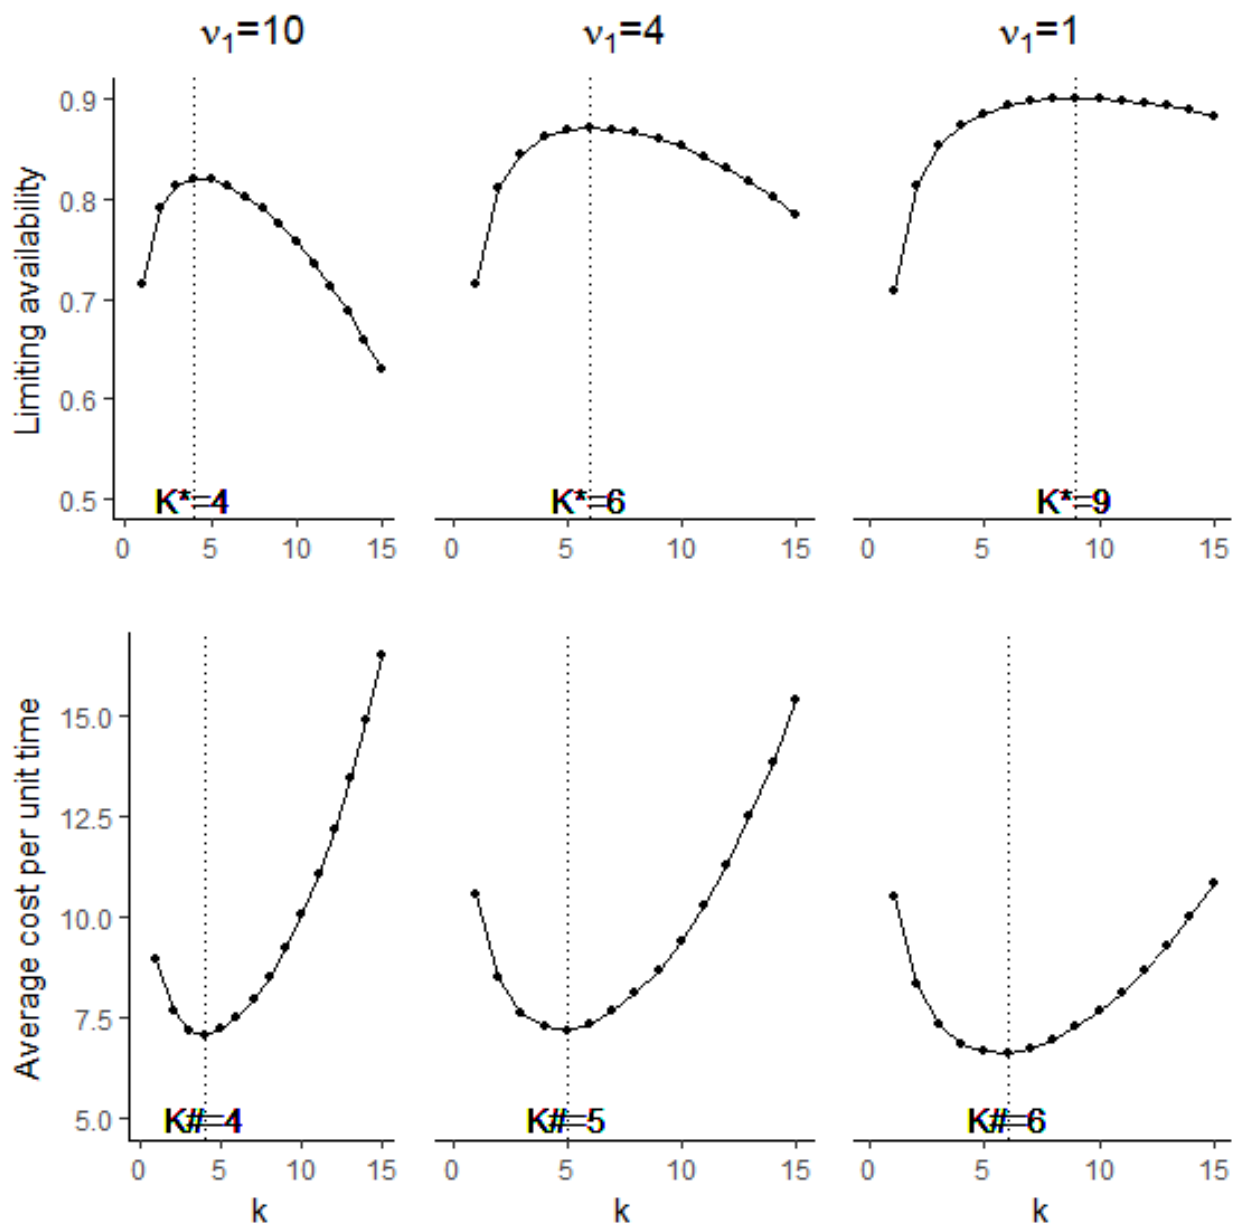 ν₁=10 ν₁=4 ν₁=1
Limiting availability
0.9
0.8
0.7
0.6
0.5
K*=4 K*=6 K*=9
0 5 10 15 0 5 10 15 0 5 10 15
Average cost per unit time
15.0
12.5
10.0
7.5
5.0
K#=4 K#=5 K#=6
0 5 10 15 0 5 10 15 0 5 10 15
k k k